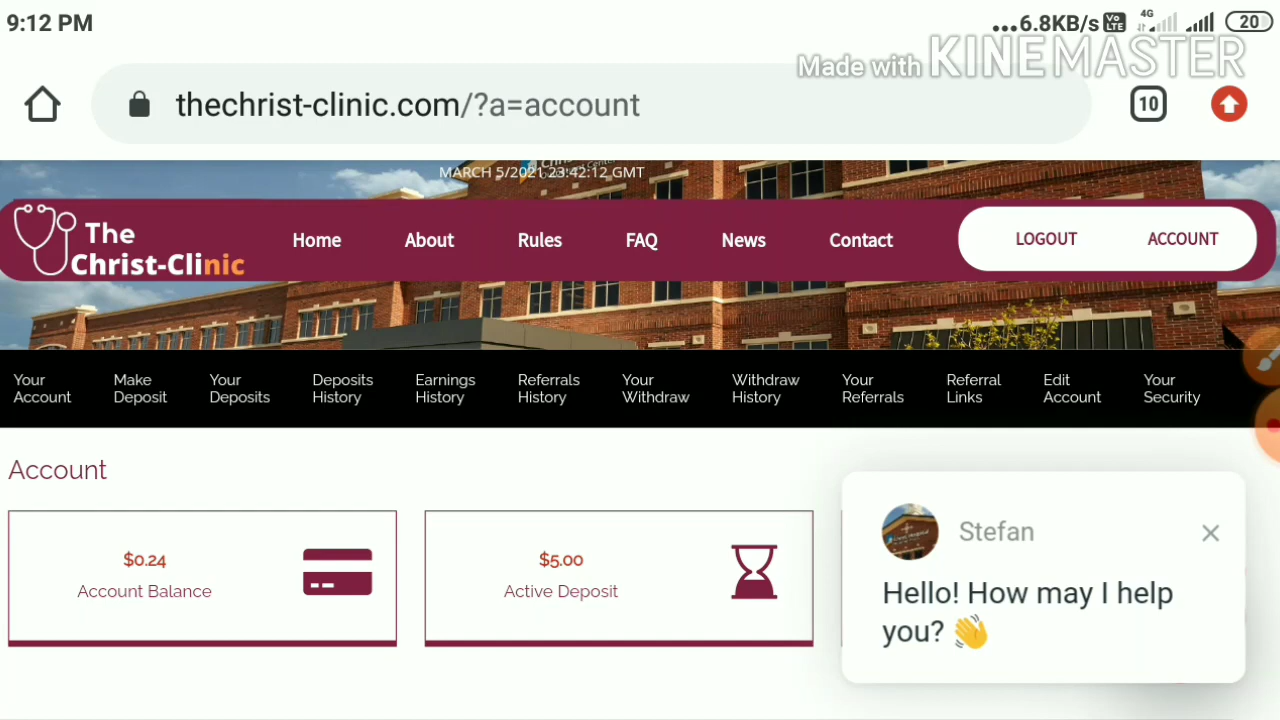 9:12 PM
...6.8KB/s Vo LTE 4G 20
Made with KINEMASTER
thechrist-clinic.com/?a=account
10
MARCH 5/2021 23:42:12 GMT
The
Christ-Clinic
Home About Rules FAQ News Contact LOGOUT ACCOUNT
Your Account
Make Deposit
Your Deposits
Deposits History
Earnings History
Referrals History
Your Withdraw
Withdraw History
Your Referrals
Referral Links
Edit Account
Your Security
Account
$0.24
Account Balance
$5.00
Active Deposit
Stefan
Hello! How may I help
you? 👋